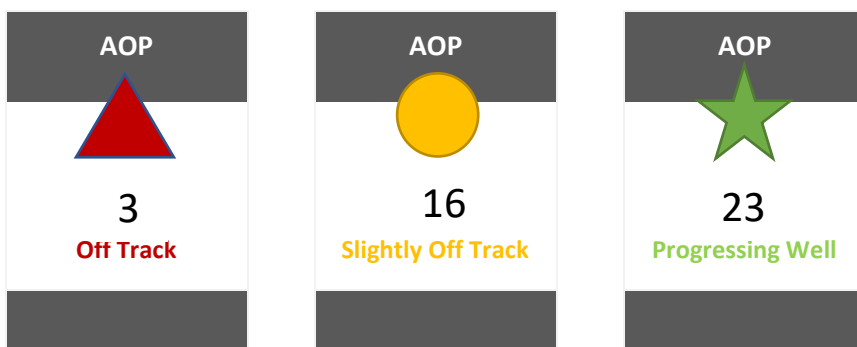 AOP
3
Off Track
AOP
16
Slightly Off Track
AOP
23
Progressing Well